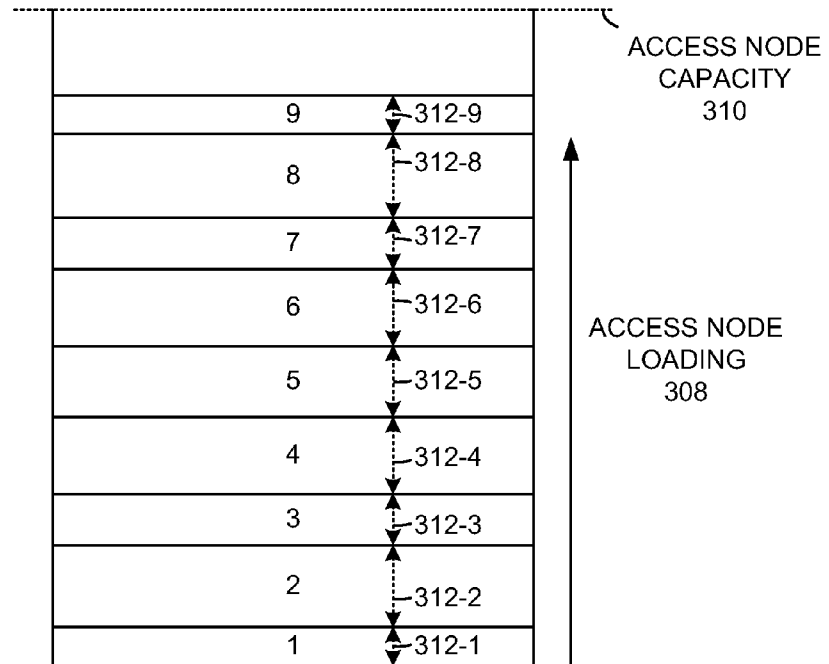 ACCESS NODE
CAPACITY
310
9 312-9
8 312-8
7 312-7
6 312-6
ACCESS NODE
LOADING
308
5 312-5
4 312-4
3 312-3
2 312-2
1 312-1